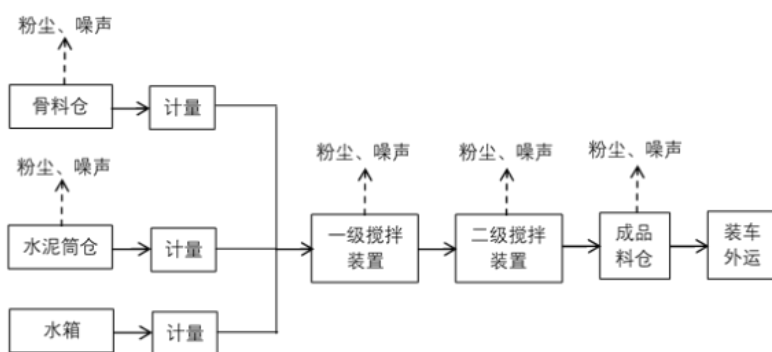 粉尘、噪声
骨料仓
计量
粉尘、噪声
水泥筒仓
计量
水箱
计量
粉尘、噪声
一级搅拌
装置
粉尘、噪声
二级搅拌
装置
粉尘、噪声
成品
料仓
装车
外运